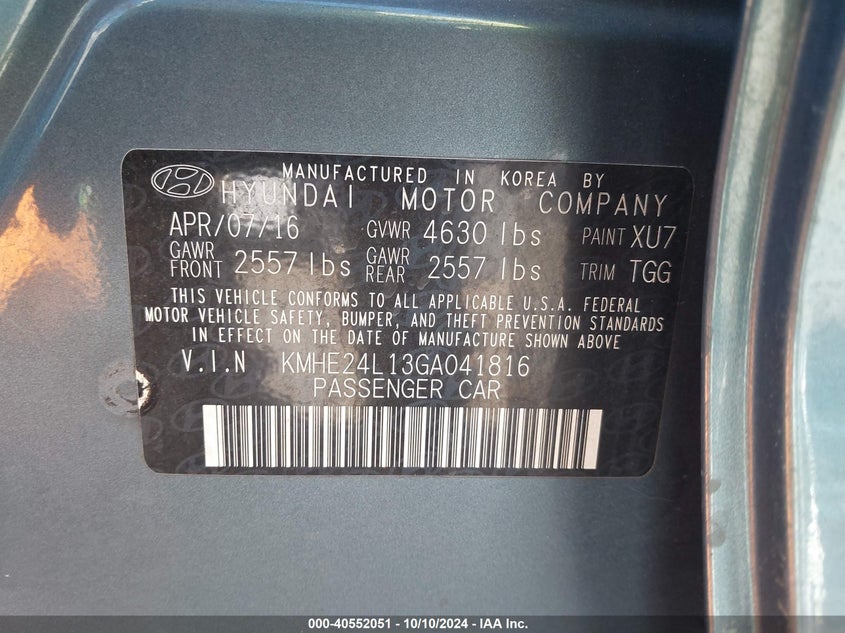 MANUFACTURED IN KOREA BY
HYUNDAI MOTOR COMPANY
APR/07/16 GVWR 4630 lbs PAINT XU7
GAWR FRONT 2557 lbs GAWR REAR 2557 lbs TRIM TGG
THIS VEHICLE CONFORMS TO ALL APPLICABLE U.S.A. FEDERAL
MOTOR VEHICLE SAFETY, BUMPER, AND THEFT PREVENTION STANDARDS
IN EFFECT ON THE DATE OF MANUFACTURE SHOWN ABOVE
V.I.N KMHE24L13GA041816
PASSENGER CAR
000-40552051 - 10/10/2024 - IAA Inc.